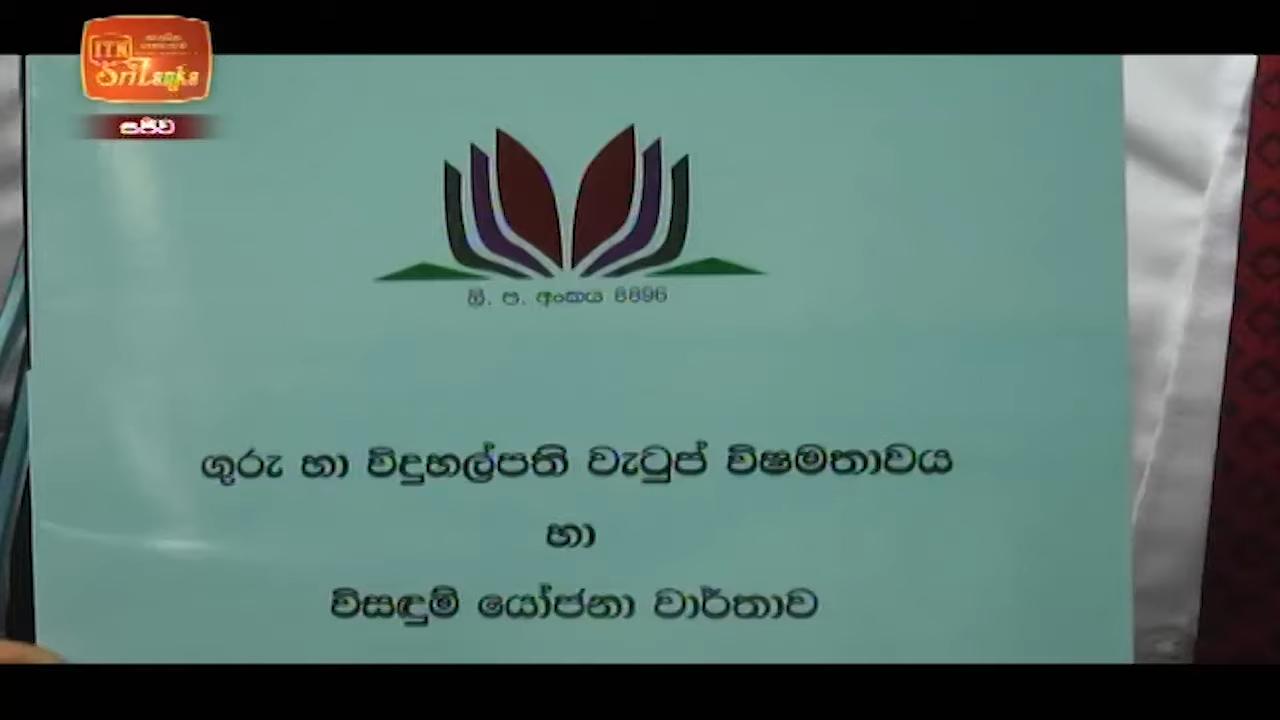 ITN
Sri Lanka
සජීව
ලි. ප. අංකය 8896
ගුරු හා විදුහල්පති වැටුප් විෂමතාවය
හා
විසඳුම් යෝජනා වාර්තාව